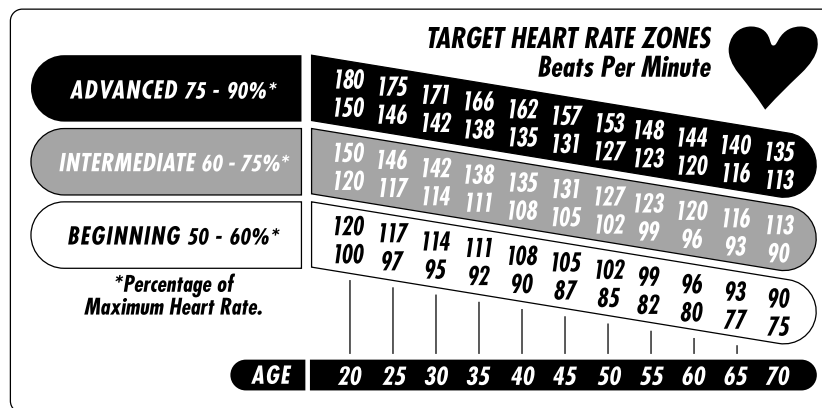 TARGET HEART RATE ZONES
Beats Per Minute
ADVANCED 75 - 90%*
180 175 171 166 162 157 153 148 144 140 135
150 146 142 138 135 131 127 123 120 116 113
INTERMEDIATE 60 - 75%*
150 146 142 138 135 131 127 123 120 116 113
120 117 114 111 108 105 102 99 96 93 90
BEGINNING 50 - 60%*
120 117 114 111 108 105 102 99 96 93 90
100 97 95 92 90 87 85 82 80 77 75
*Percentage of
Maximum Heart Rate.
AGE 20 25 30 35 40 45 50 55 60 65 70